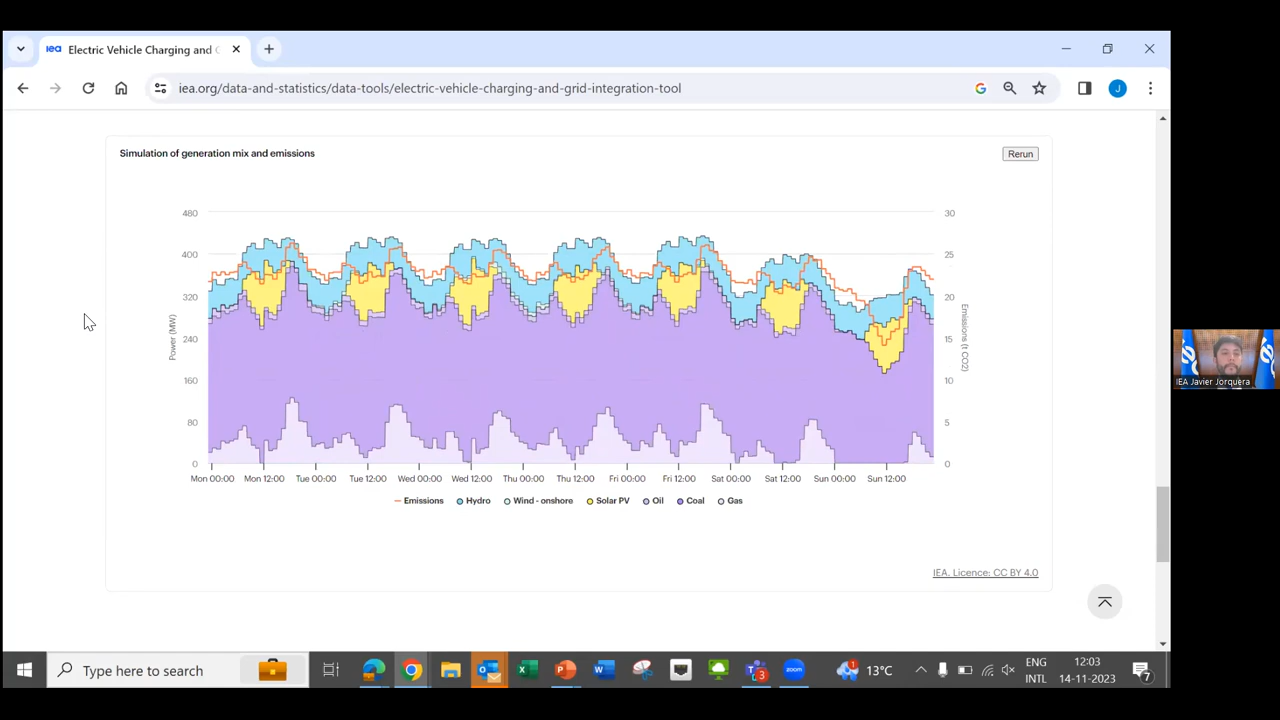 iea Electric Vehicle Charging and G
iea.org/data-and-statistics/data-tools/electric-vehicle-charging-and-grid-integration-tool
J
Simulation of generation mix and emissions
Rerun
480
400
320
240
160
80
0
Power (MW)
30
25
20
15
10
5
0
Emissions (t CO2)
Mon 00:00 Mon 12:00 Tue 00:00 Tue 12:00 Wed 00:00 Wed 12:00 Thu 00:00 Thu 12:00 Fri 00:00 Fri 12:00 Sat 00:00 Sat 12:00 Sun 00:00 Sun 12:00
Emissions Hydro Wind - onshore Solar PV Oil Coal Gas
IEA. Licence: CC BY 4.0
IEA Javier Jorquera
Type here to search
3
zoom
1
13°C
ENG
INTL
12:03
14-11-2023
7